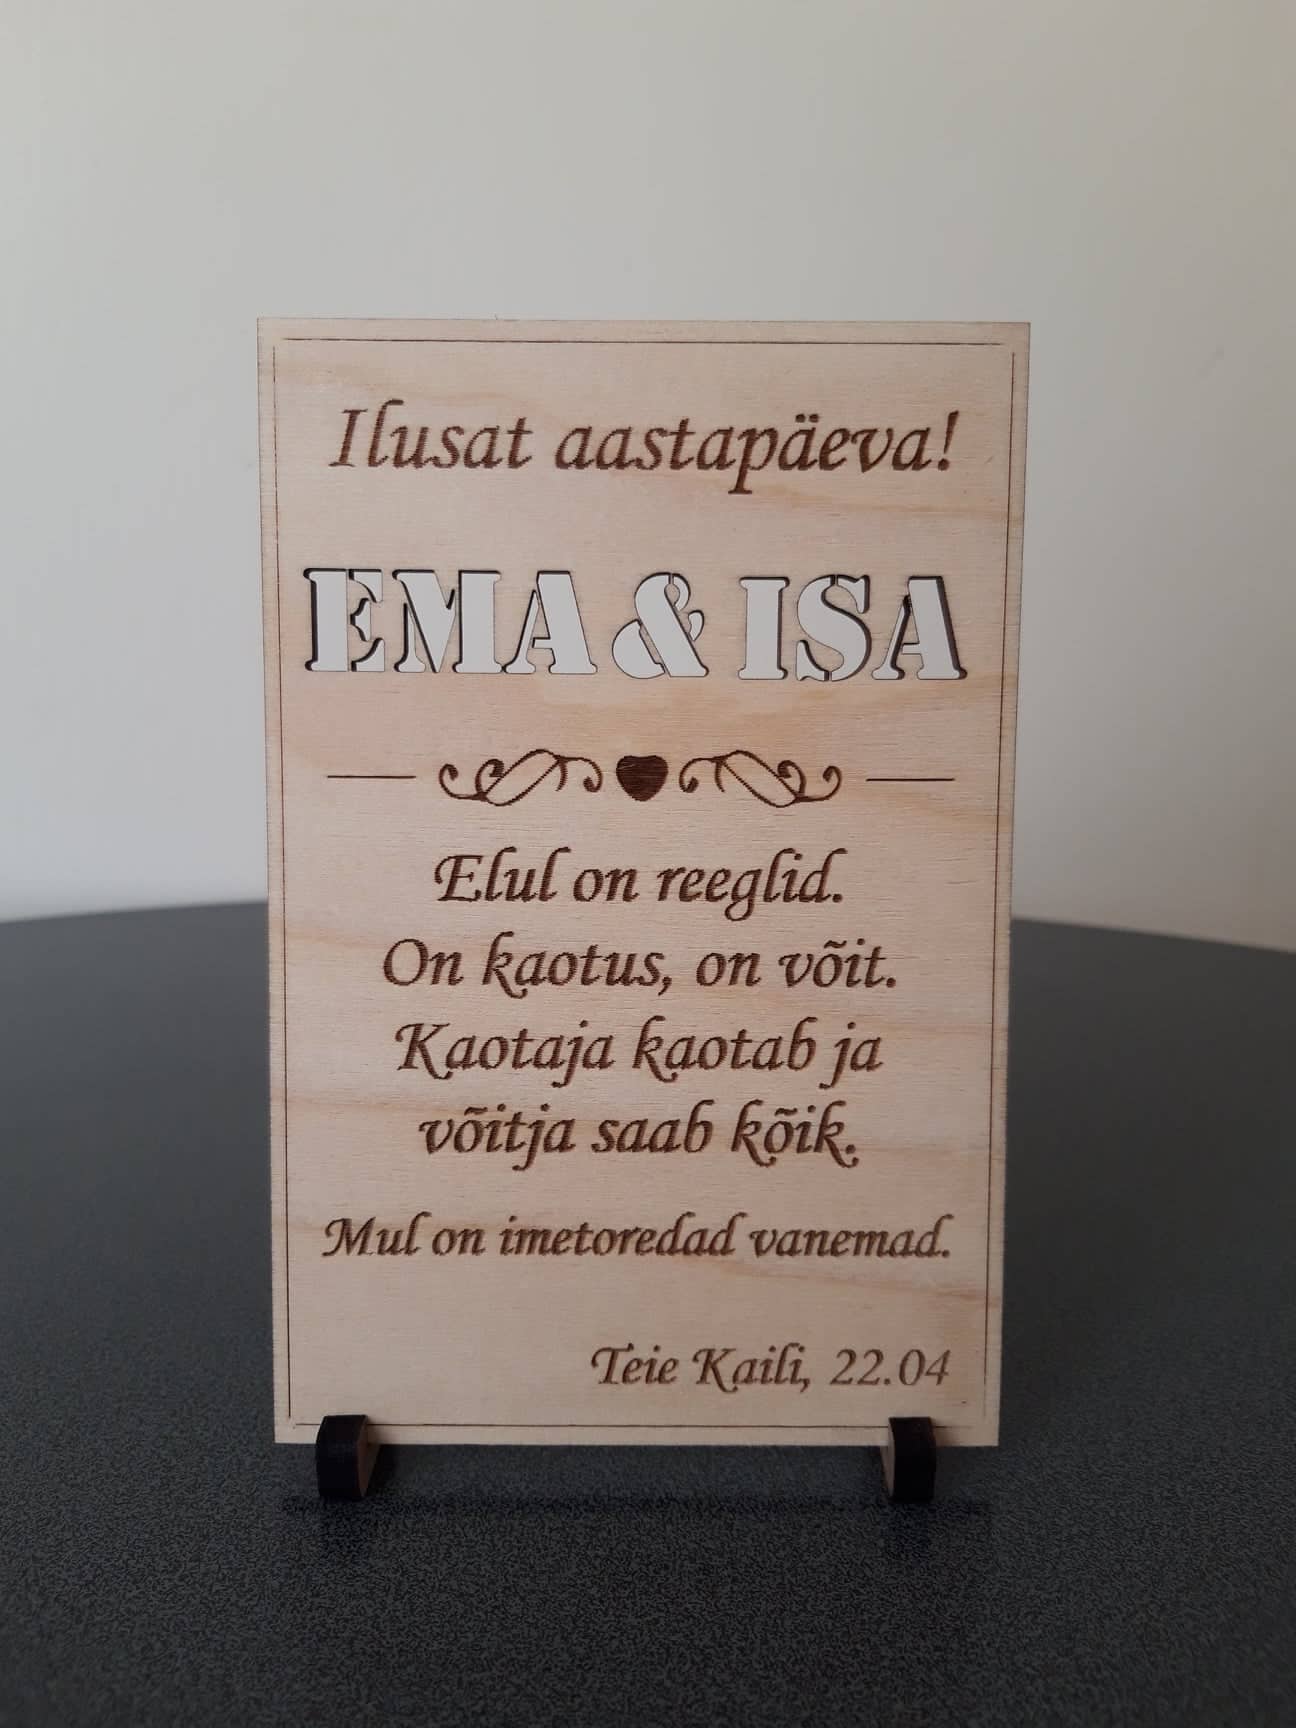 Ilusat aastapäeva!
EMA & ISA
Elul on reeglid.
On kaotus, on võit.
Kaotaja kaotab ja
võitja saab kõik.
Mul on imetoredad vanemad.
Teie Kaili, 22.04